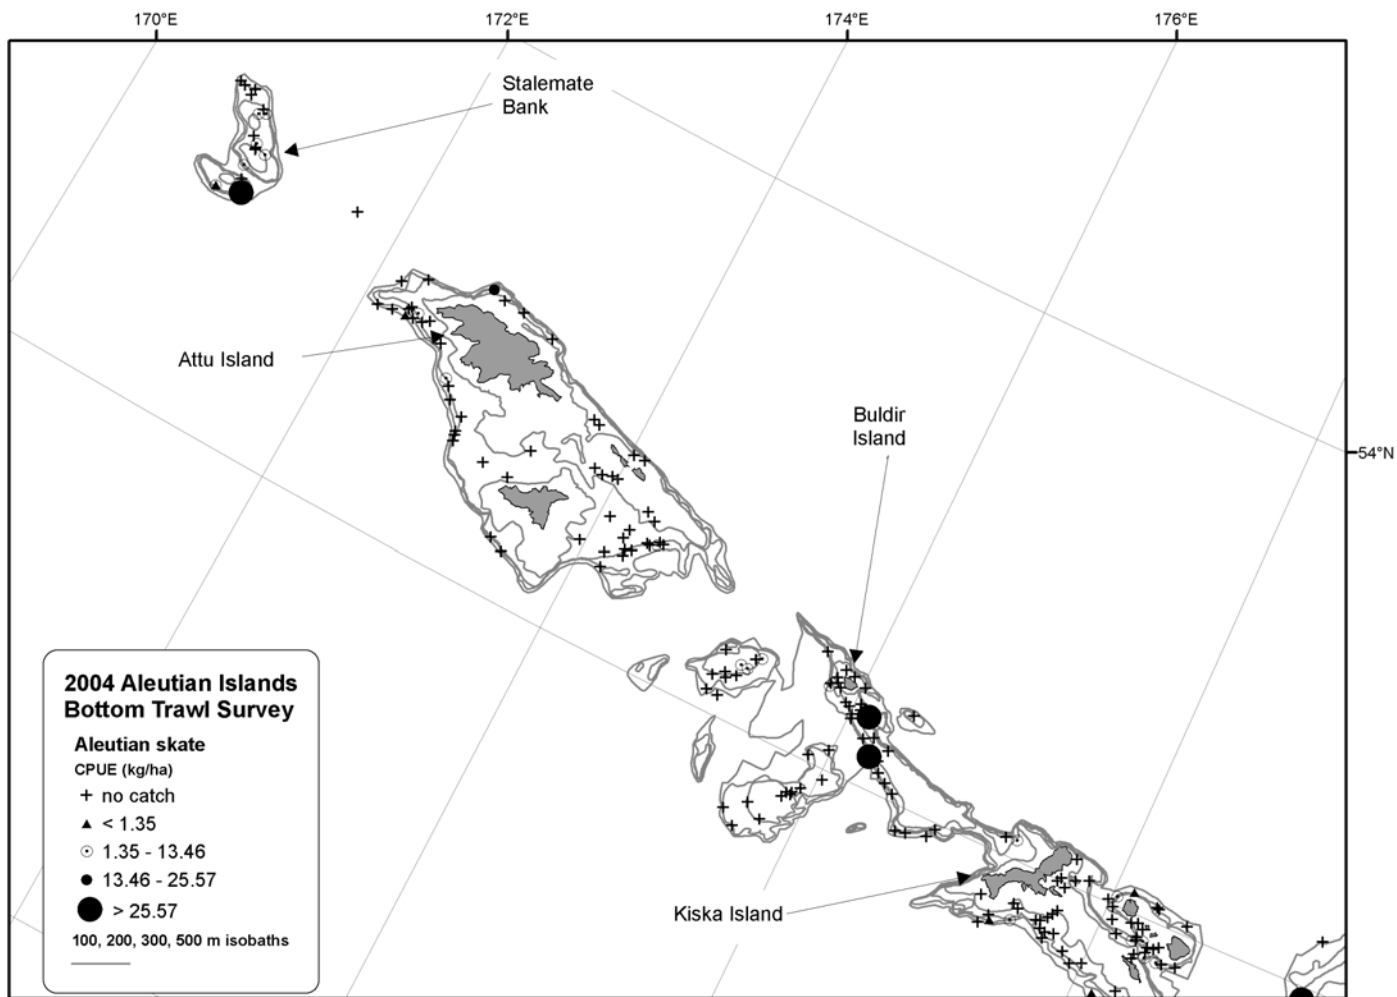 170°E 172°E 174°E 176°E
Stalemate
Bank
Attu Island
Buldir
Island
54°N
Kiska Island
2004 Aleutian Islands
Bottom Trawl Survey
Aleutian skate
CPUE (kg/ha)
no catch
< 1.35
1.35 - 13.46
13.46 - 25.57
> 25.57
100, 200, 300, 500 m isobaths